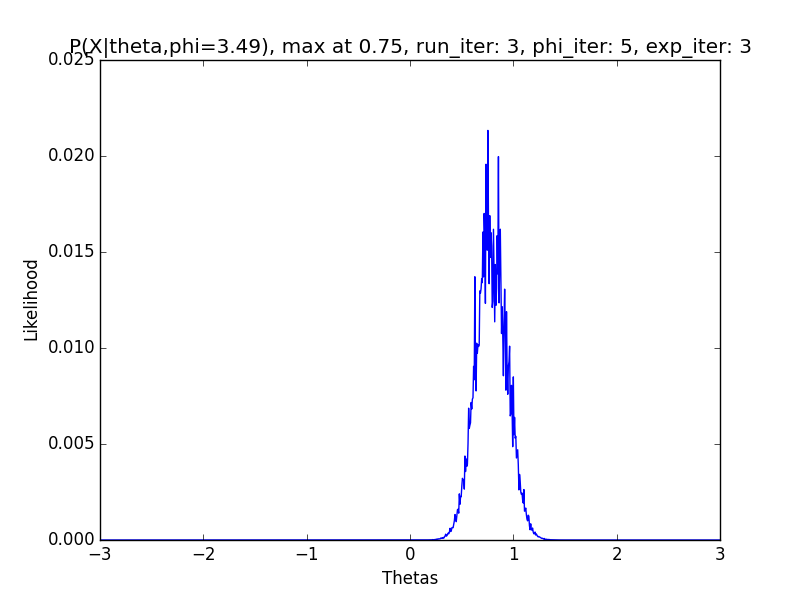 P(X|theta,phi=3.49), max at 0.75, run_iter: 3, phi_iter: 5, exp_iter: 3
0.025
0.020
0.015
0.010
0.005
0.000
Likelihood
−3 −2 −1 0 1 2 3
Thetas